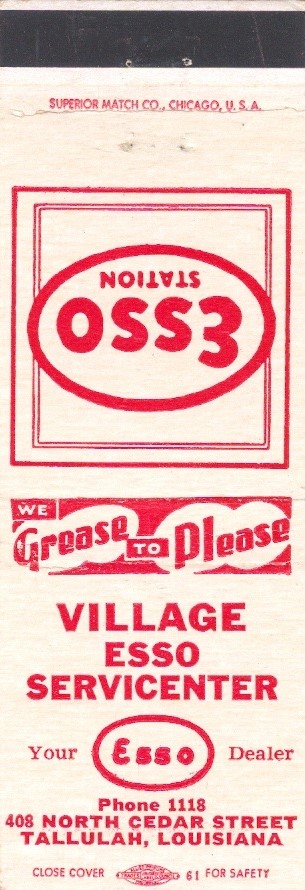 SUPERIOR MATCH CO., CHICAGO, U. S. A.
ESSO
STATION
WE
Grease TO Please
VILLAGE
ESSO
SERVICENTER
Your Esso Dealer
Phone 1118
408 NORTH CEDAR STREET
TALLULAH, LOUISIANA
CLOSE COVER 61 FOR SAFETY